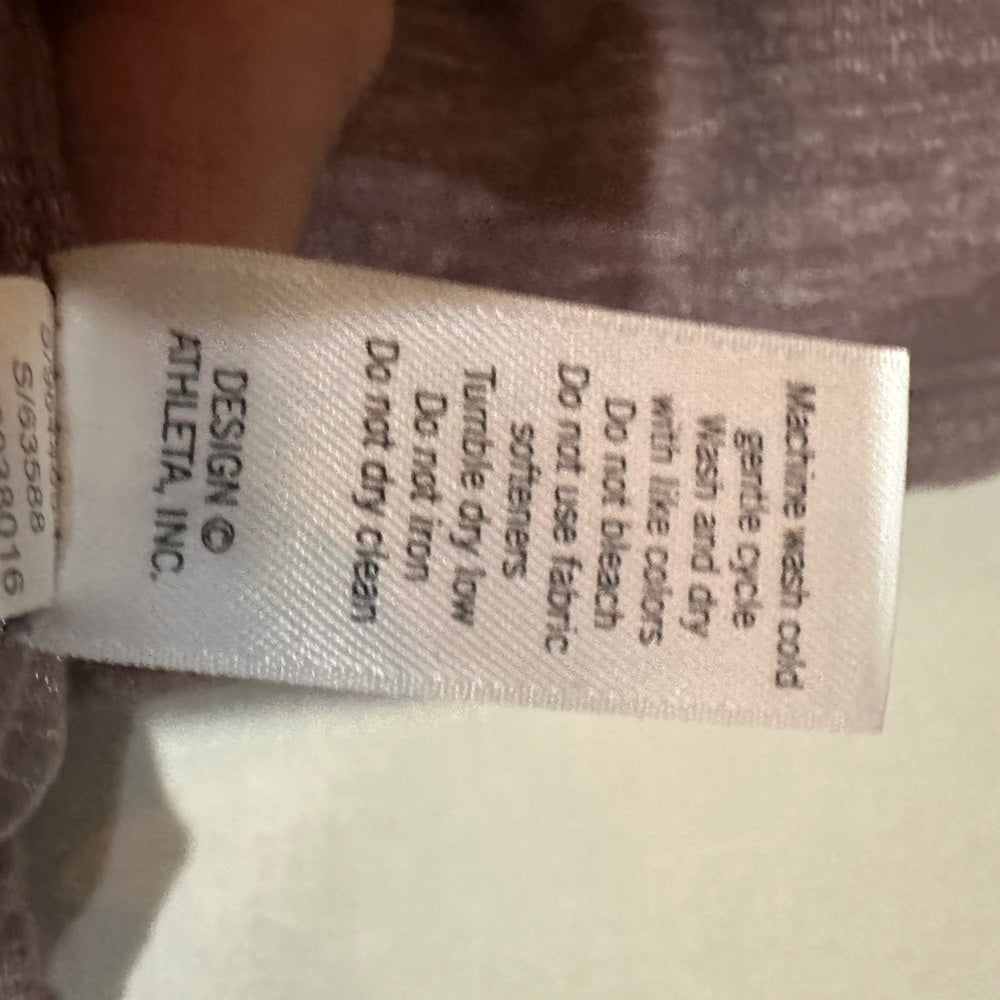 Machine wash cold
gentle cycle
Wash and dry
with like colors
Do not bleach
Do not use fabric
softeners
Tumble dry low
Do not iron
Do not dry clean
DESIGN ©
ATHLETA, INC.
S/63588